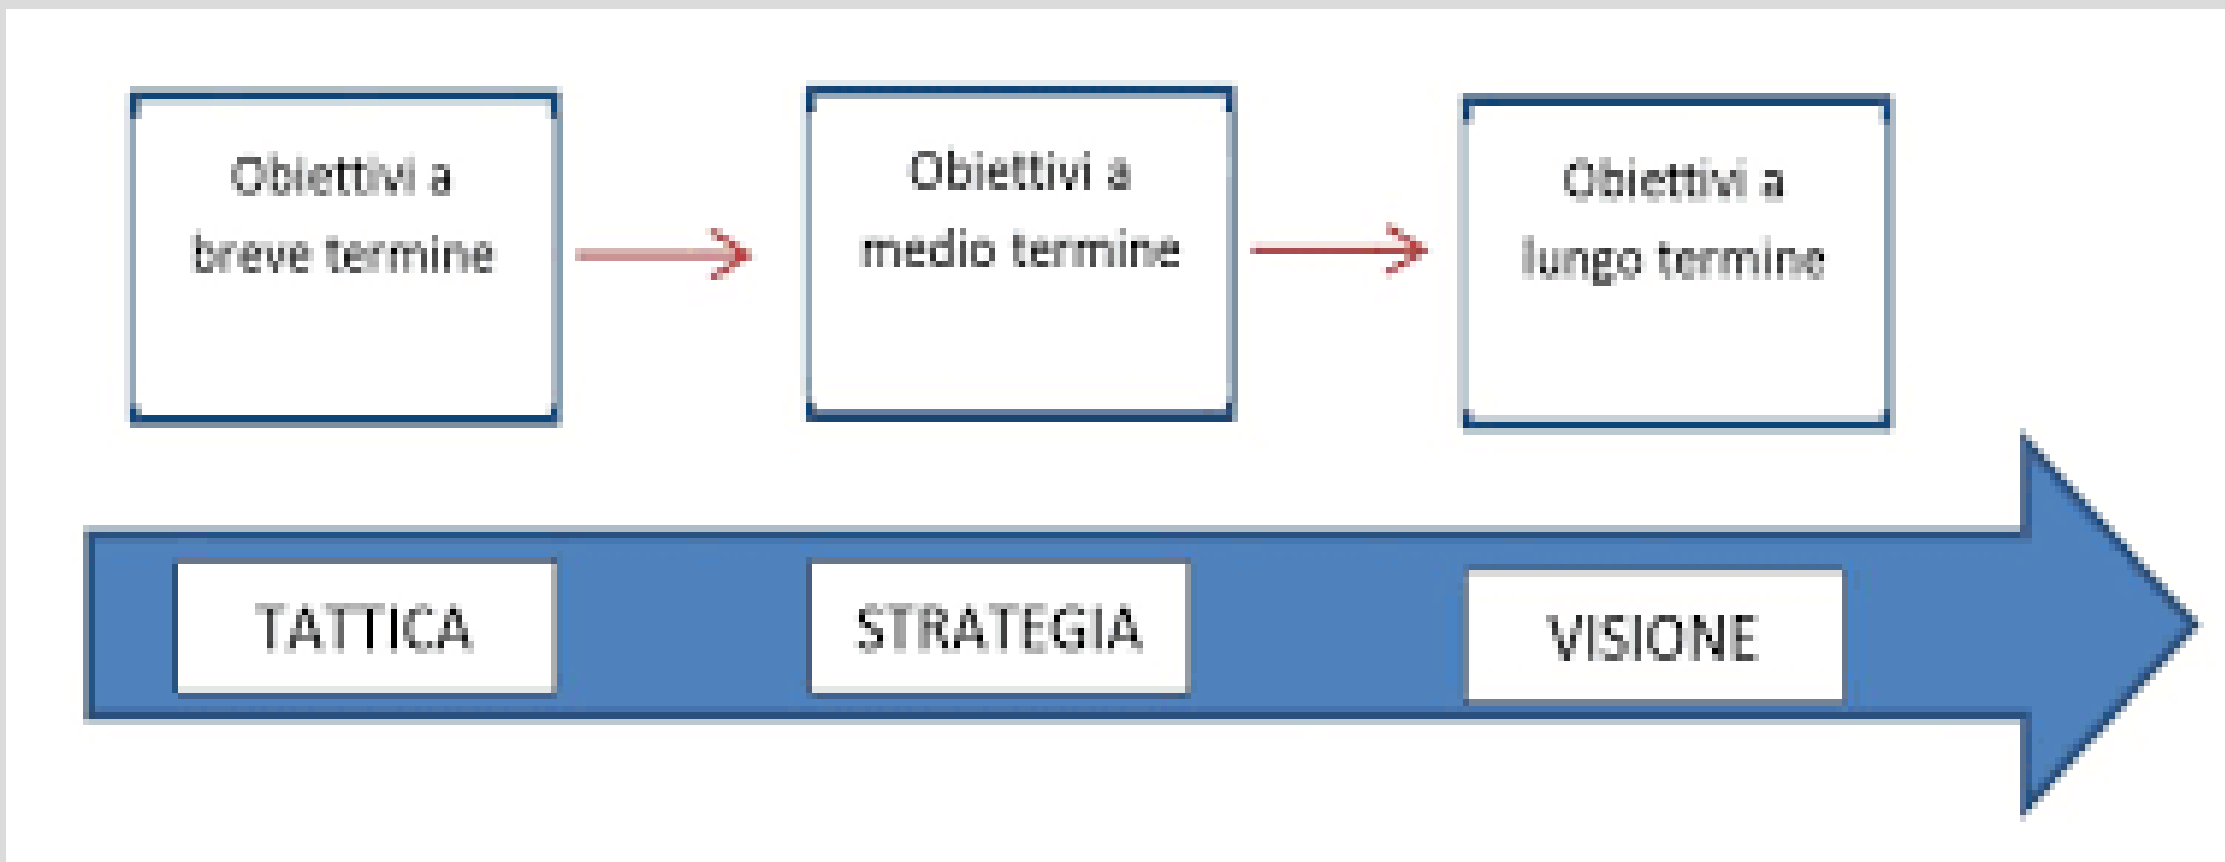 Obiettivi a
breve termine
Obiettivi a
medio termine
Obiettivi a
lungo termine
TATTICA
STRATEGIA
VISIONE